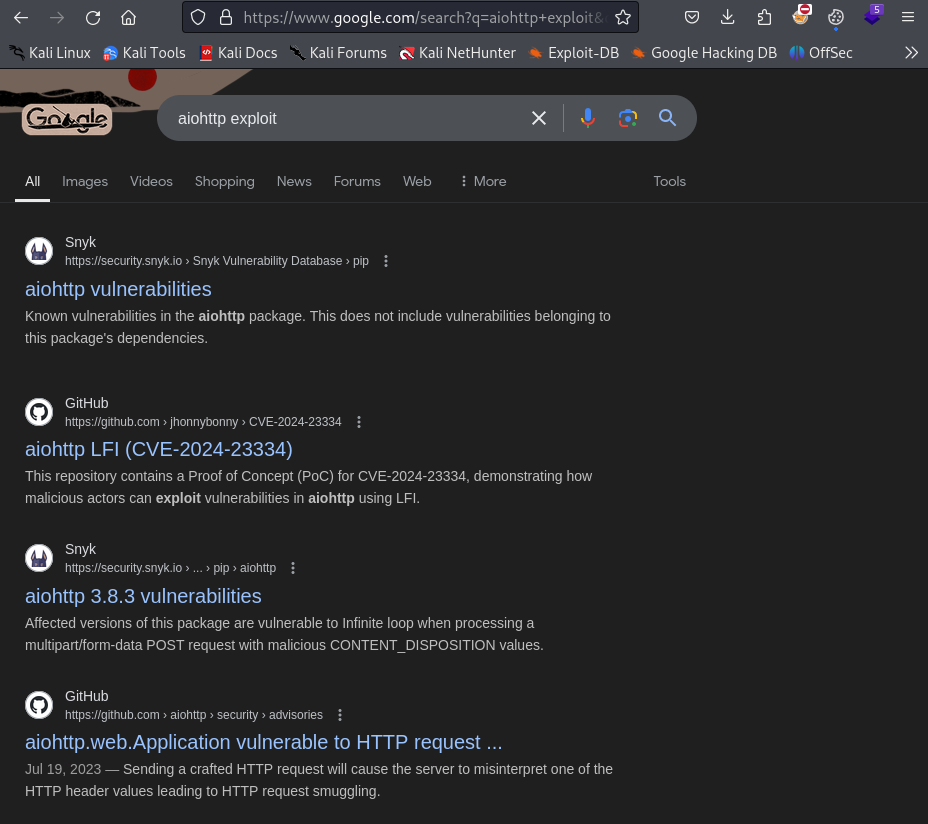 https://www.google.com/search?q=aiohttp+exploit&
5
Kali Linux Kali Tools Kali Docs Kali Forums Kali NetHunter Exploit-DB Google Hacking DB OffSec
Google aiohttp exploit
All Images Videos Shopping News Forums Web More Tools
Snyk
https://security.snyk.io › Snyk Vulnerability Database › pip
aiohttp vulnerabilities
Known vulnerabilities in the aiohttp package. This does not include vulnerabilities belonging to
this package's dependencies.
GitHub
https://github.com › jhonnybonny › CVE-2024-23334
aiohttp LFI (CVE-2024-23334)
This repository contains a Proof of Concept (PoC) for CVE-2024-23334, demonstrating how
malicious actors can exploit vulnerabilities in aiohttp using LFI.
Snyk
https://security.snyk.io › ... › pip › aiohttp
aiohttp 3.8.3 vulnerabilities
Affected versions of this package are vulnerable to Infinite loop when processing a
multipart/form-data POST request with malicious CONTENT_DISPOSITION values.
GitHub
https://github.com › aiohttp › security › advisories
aiohttp.web.Application vulnerable to HTTP request ...
Jul 19, 2023 — Sending a crafted HTTP request will cause the server to misinterpret one of the
HTTP header values leading to HTTP request smuggling.